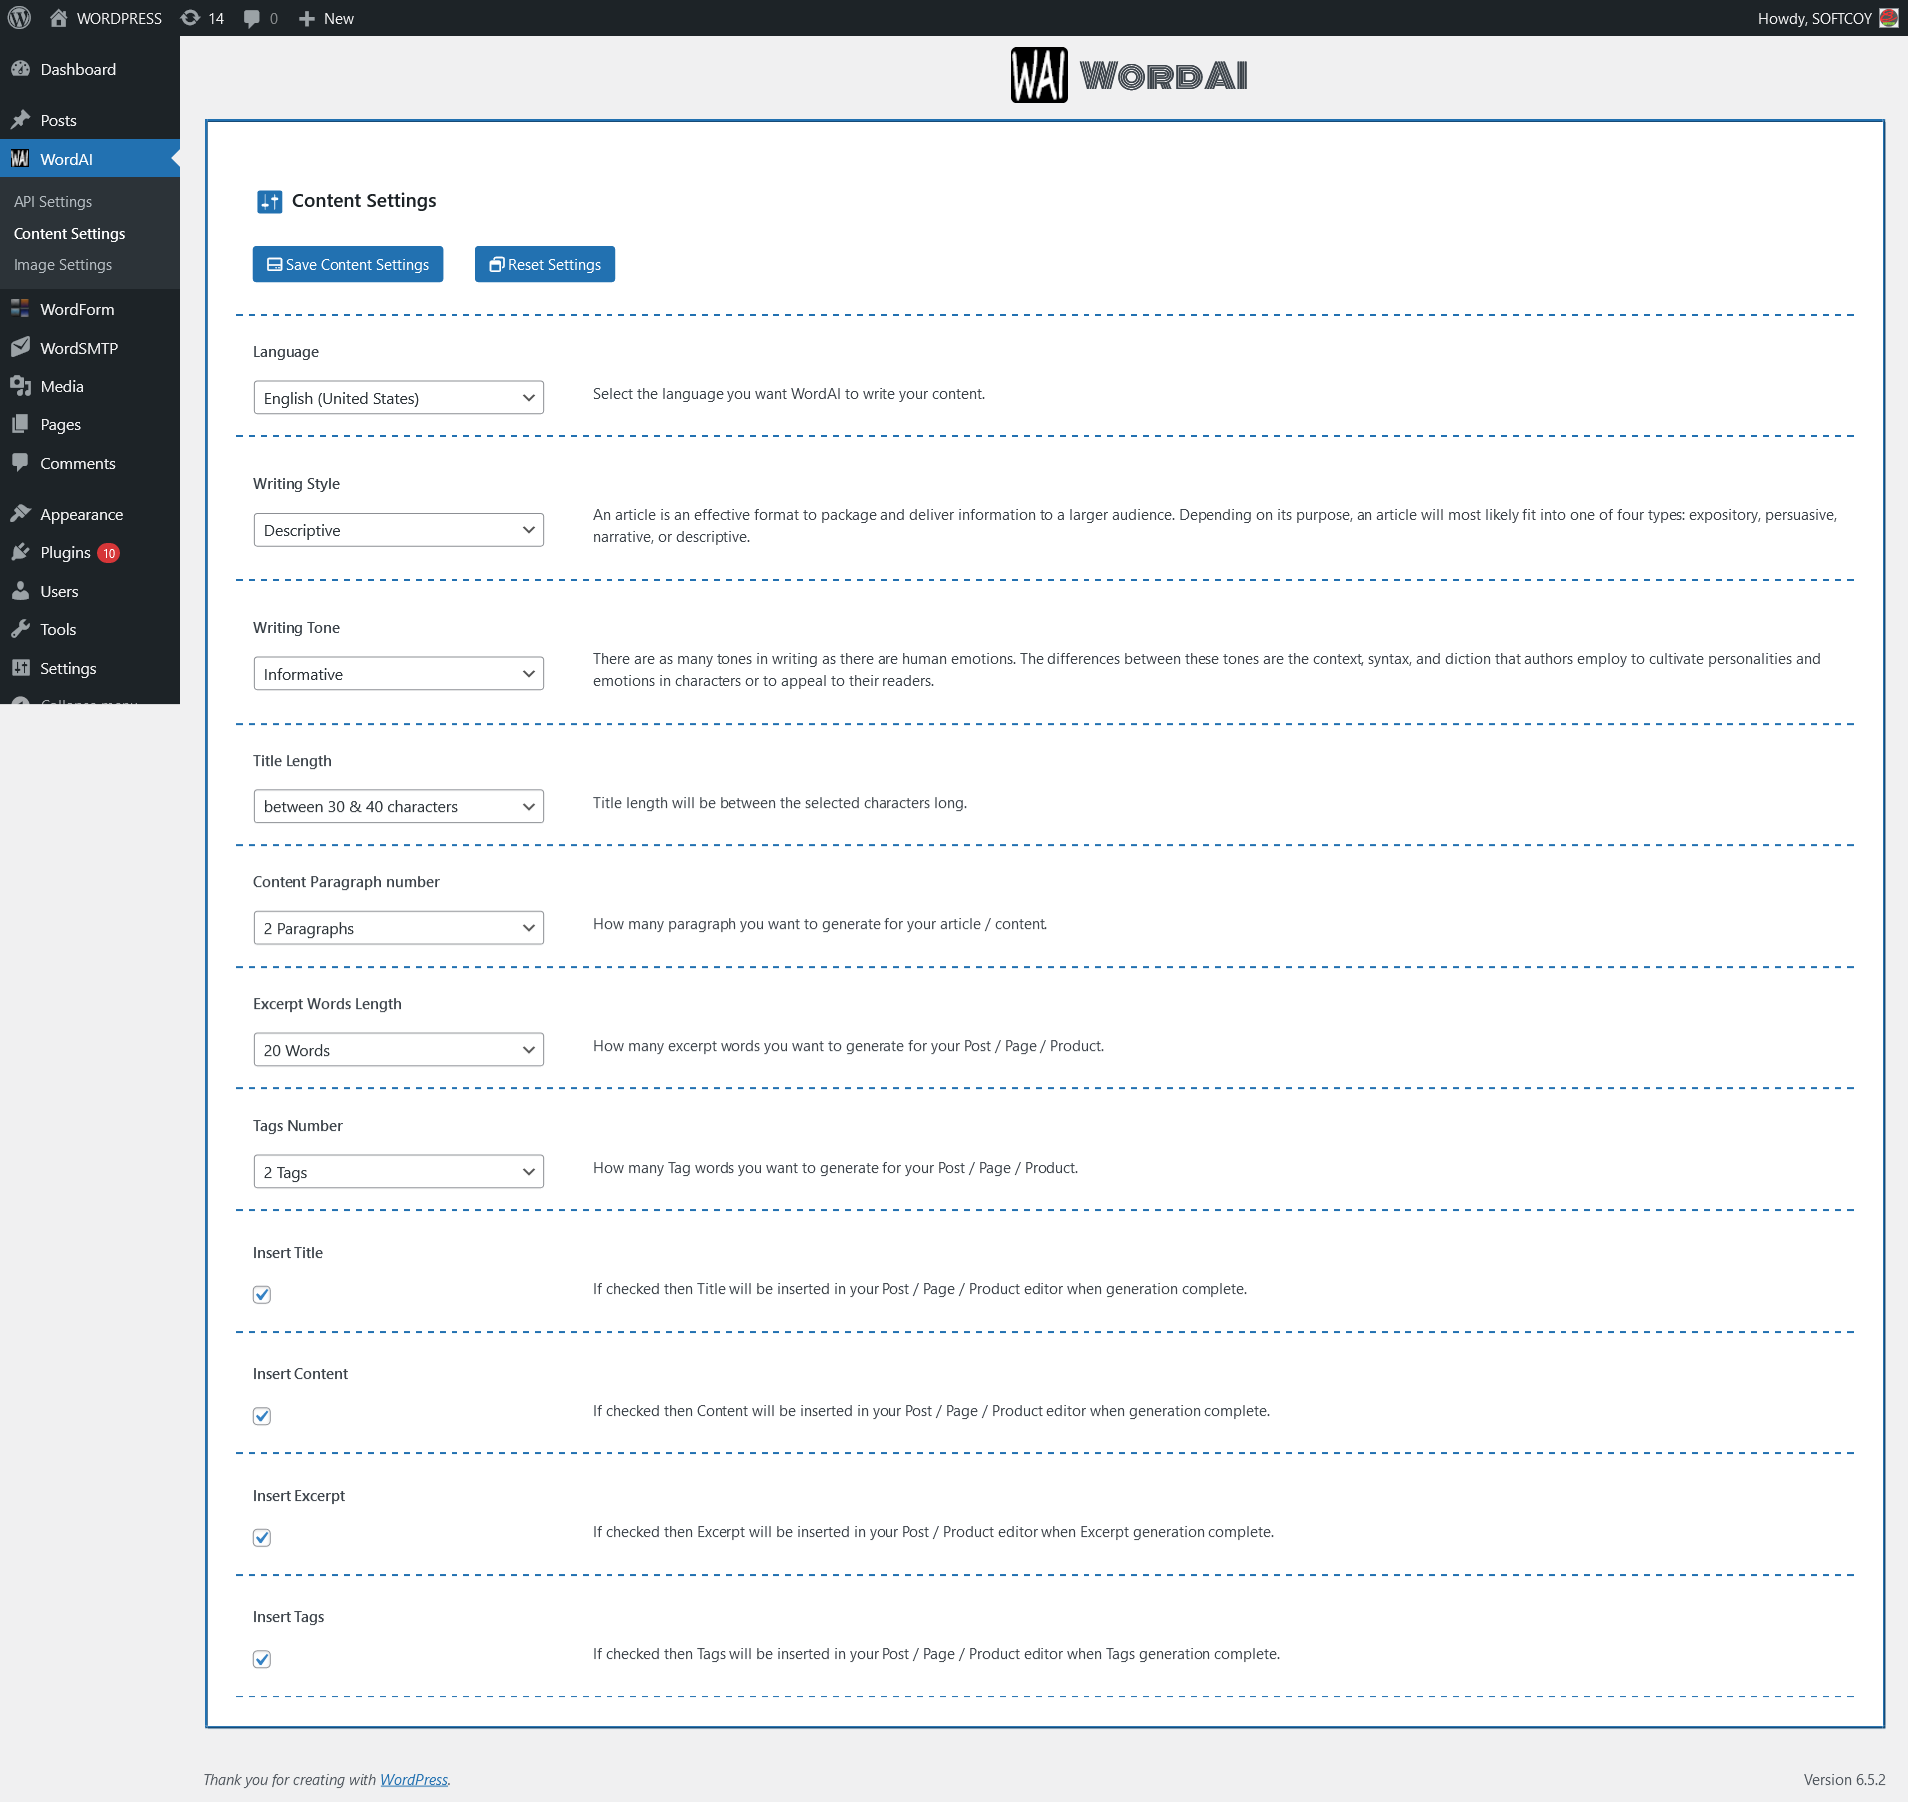 WORDPRESS 14 0 New Howdy, SOFTCOY
Dashboard
Posts
WAI WordAI
API Settings
Content Settings
Image Settings
WordForm
WordSMTP
Media
Pages
Comments
Appearance
Plugins 10
Users
Tools
Settings
Collapse menu
WAI WORDAI
Content Settings
Save Content Settings Reset Settings
Language
English (United States)
Select the language you want WordAI to write your content.
Writing Style
Descriptive
An article is an effective format to package and deliver information to a larger audience. Depending on its purpose, an article will most likely fit into one of four types: expository, persuasive,
narrative, or descriptive.
Writing Tone
Informative
There are as many tones in writing as there are human emotions. The differences between these tones are the context, syntax, and diction that authors employ to cultivate personalities and
emotions in characters or to appeal to their readers.
Title Length
between 30 & 40 characters
Title length will be between the selected characters long.
Content Paragraph number
2 Paragraphs
How many paragraph you want to generate for your article / content.
Excerpt Words Length
20 Words
How many excerpt words you want to generate for your Post / Page / Product.
Tags Number
2 Tags
How many Tag words you want to generate for your Post / Page / Product.
Insert Title
If checked then Title will be inserted in your Post / Page / Product editor when generation complete.
Insert Content
If checked then Content will be inserted in your Post / Page / Product editor when generation complete.
Insert Excerpt
If checked then Excerpt will be inserted in your Post / Product editor when Excerpt generation complete.
Insert Tags
If checked then Tags will be inserted in your Post / Page / Product editor when Tags generation complete.
Thank you for creating with WordPress.
Version 6.5.2